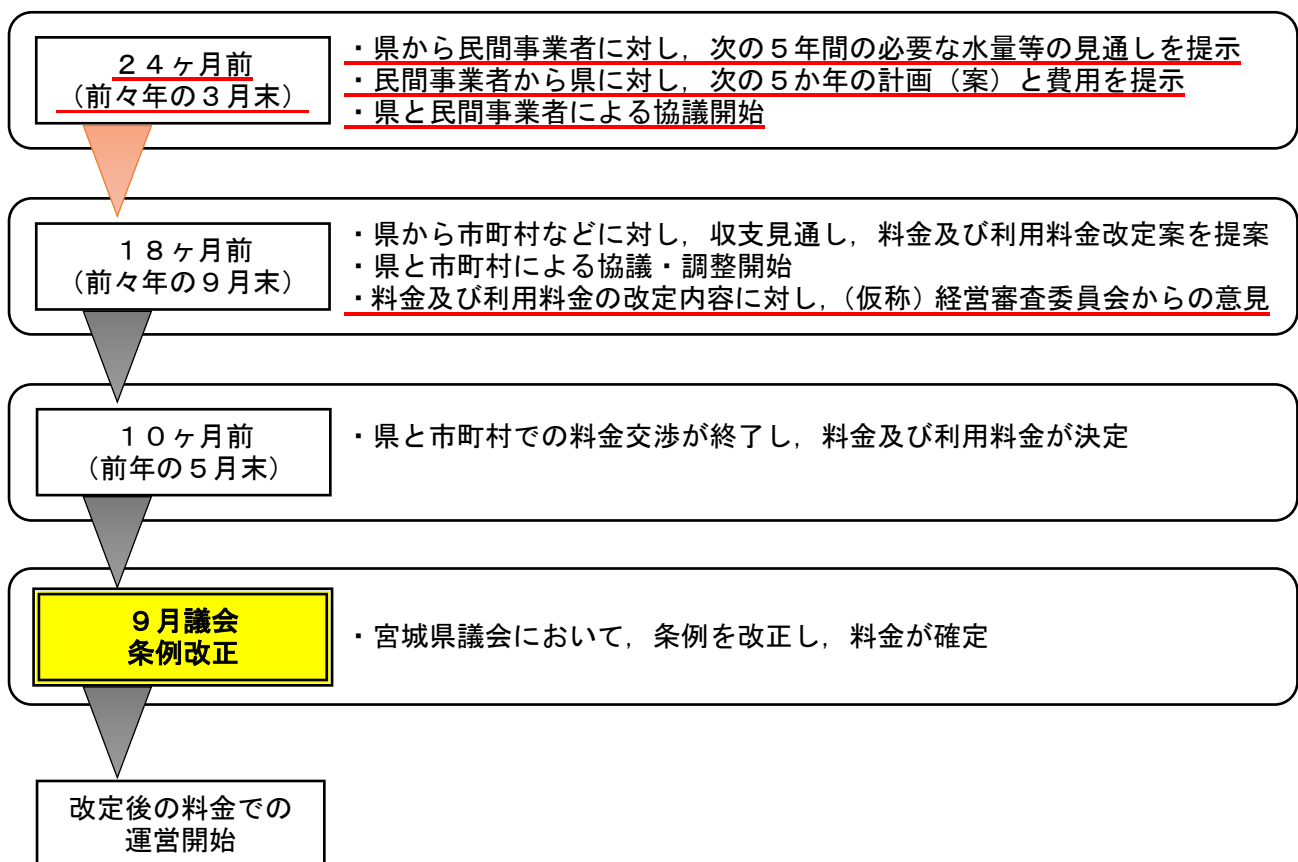 ２４ヶ月前
（前々年の３月末）
・県から民間事業者に対し，次の５年間の必要な水量等の見通しを提示
・民間事業者から県に対し，次の５か年の計画（案）と費用を提示
・県と民間事業者による協議開始
１８ヶ月前
（前々年の９月末）
・県から市町村などに対し，収支見通し，料金及び利用料金改定案を提案
・県と市町村による協議・調整開始
・料金及び利用料金の改定内容に対し，（仮称）経営審査委員会からの意見
１０ヶ月前
（前年の５月末）
・県と市町村での料金交渉が終了し，料金及び利用料金が決定
９月議会
条例改正
・宮城県議会において，条例を改正し，料金が確定
改定後の料金での
運営開始